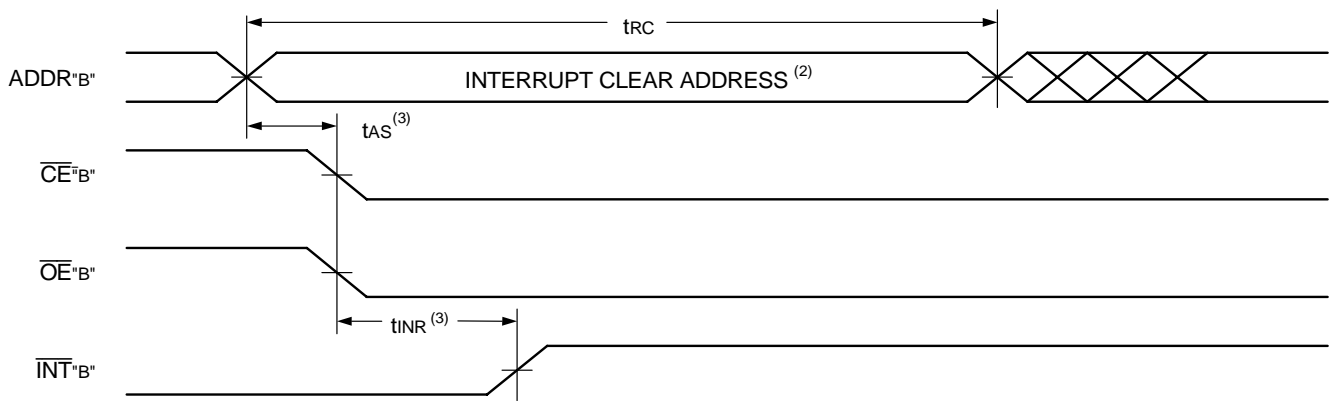 tRC
ADDR"B"
INTERRUPT CLEAR ADDRESS (2)
tAS(3)
CE"B"
OE"B"
tINR (3)
INT"B"